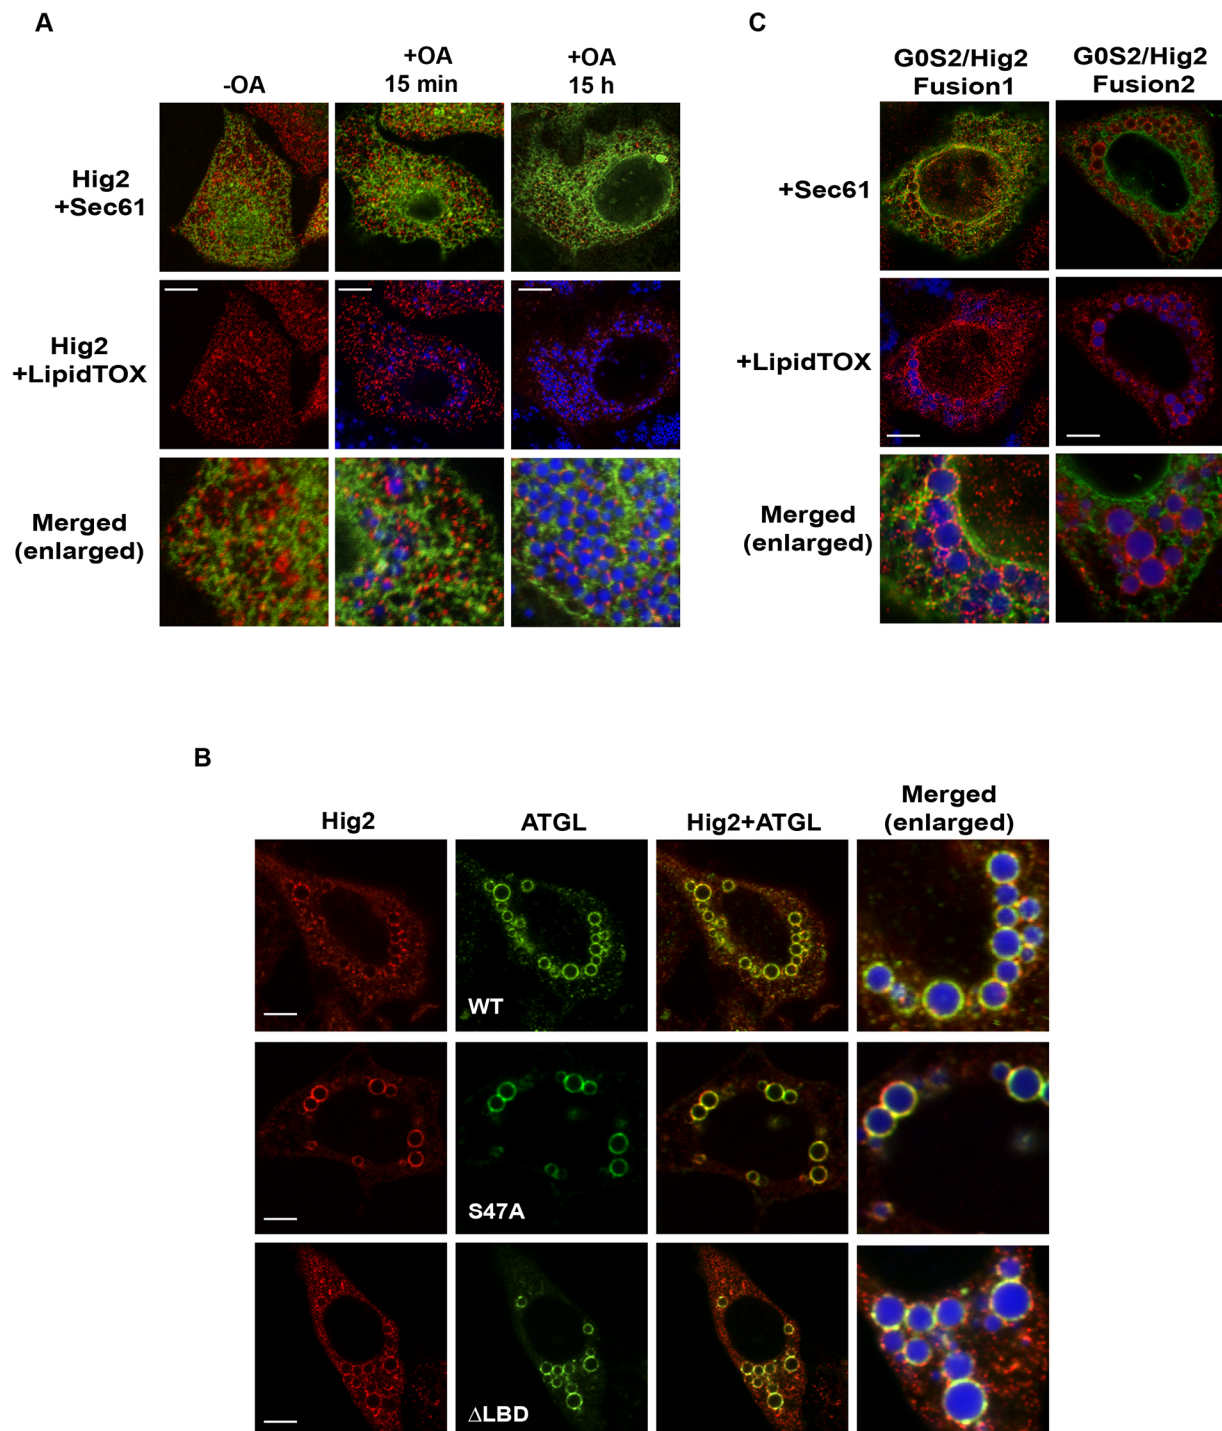 A
-OA
+OA
15 min
+OA
15 h
Hig2
+Sec61
Hig2
+LipidTOX
Merged
(enlarged)
C
G0S2/Hig2
Fusion1
G0S2/Hig2
Fusion2
+Sec61
+LipidTOX
Merged
(enlarged)
B
Hig2
ATGL
Hig2+ATGL
Merged
(enlarged)
WT
S47A
ΔLBD